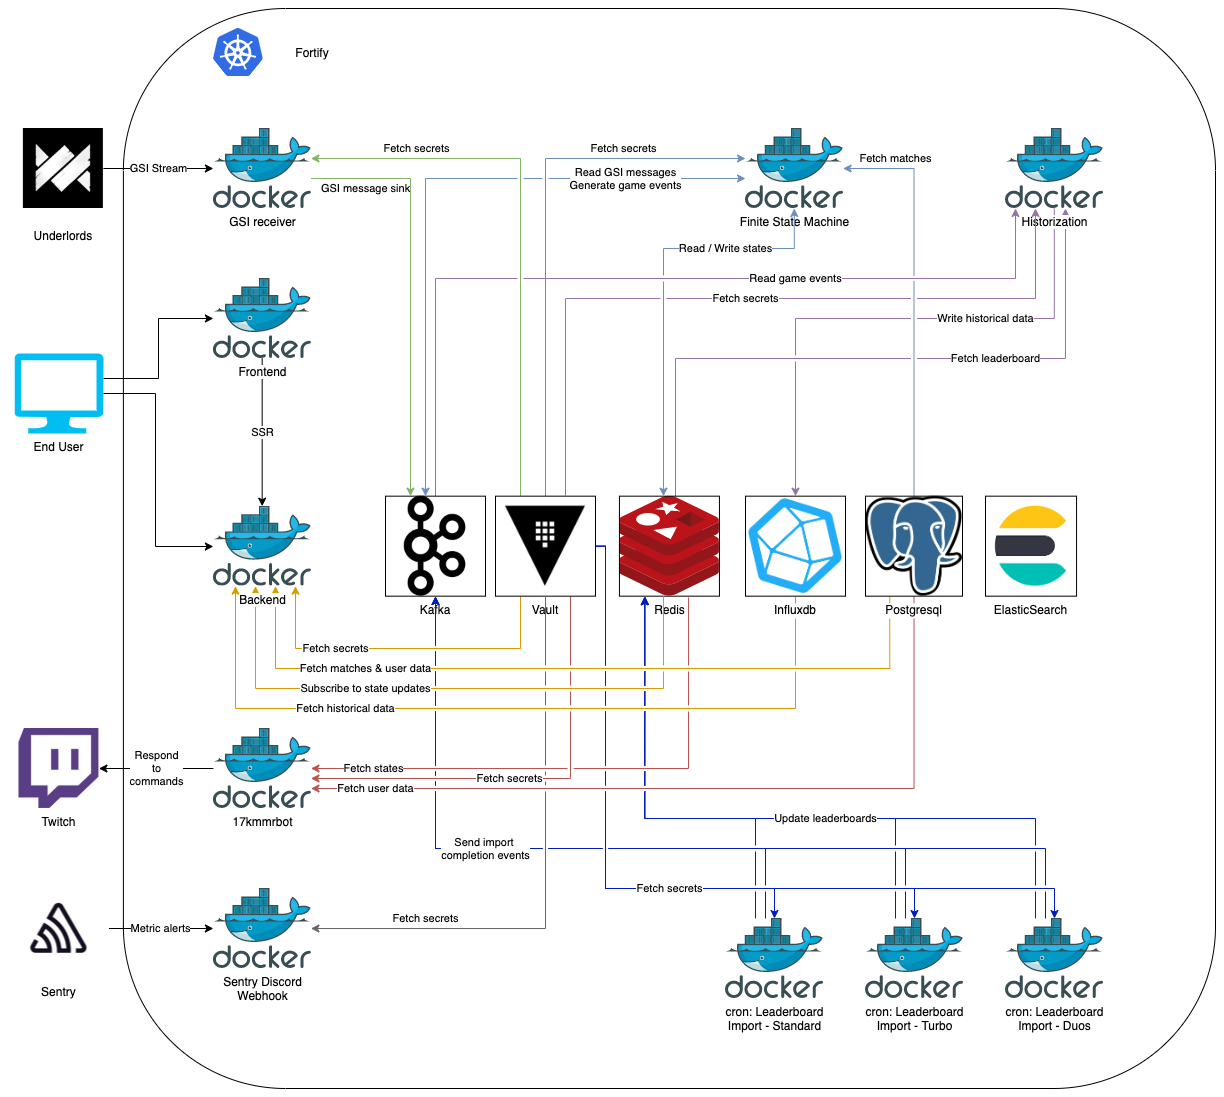 Fortify
docker
GSI receiver
docker
Finite State Machine
docker
Historization
Underlords
GSI Stream
Fetch secrets
GSI message sink
Fetch secrets
Read GSI messages
Generate game events
Fetch matches
Read / Write states
Read game events
Fetch secrets
Write historical data
Fetch leaderboard
docker
Frontend
End User
SSR
docker
Backend
Kafka
Vault
Redis
Influxdb
Postgresql
ElasticSearch
Fetch secrets
Fetch matches & user data
Subscribe to state updates
Fetch historical data
Twitch
Respond
to
commands
docker
17kmmrbot
Fetch states
Fetch secrets
Fetch user data
Update leaderboards
Send import
completion events
Fetch secrets
Sentry
Metric alerts
docker
Sentry Discord
Webhook
Fetch secrets
docker
cron: Leaderboard
Import - Standard
docker
cron: Leaderboard
Import - Turbo
docker
cron: Leaderboard
Import - Duos